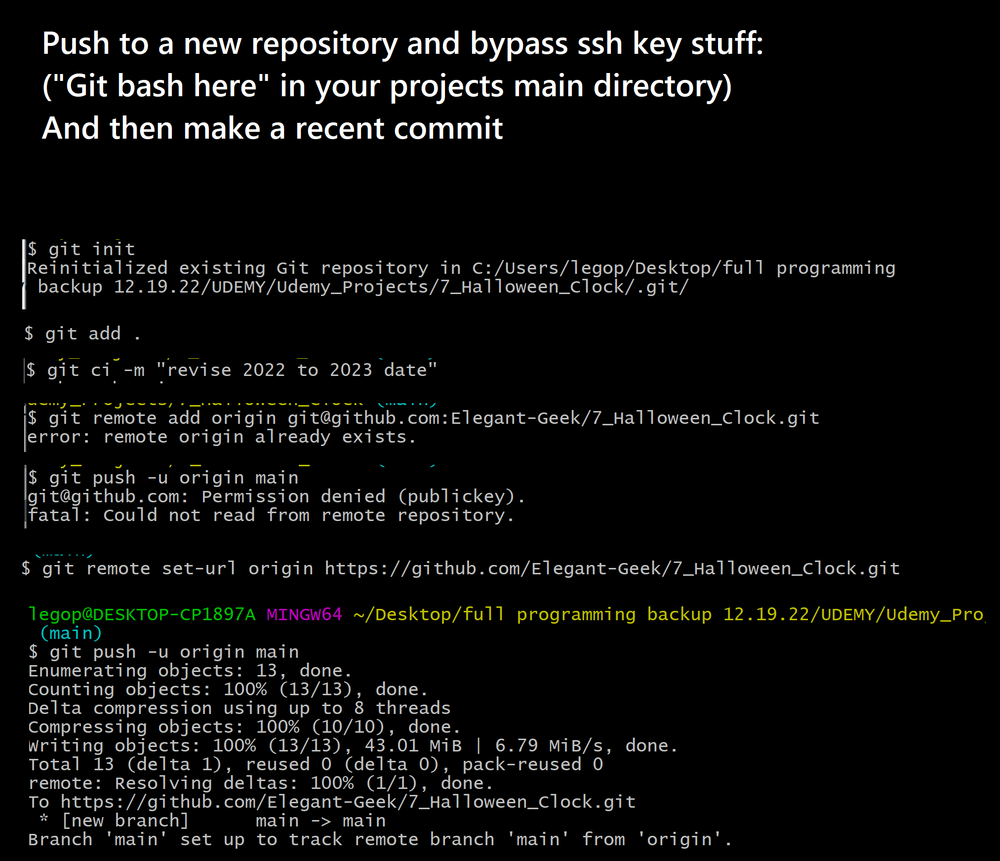 Push to a new repository and bypass ssh key stuff:
("Git bash here" in your projects main directory)
And then make a recent commit
$ git init
Reinitialized existing Git repository in C:/Users/legop/Desktop/full programming
backup 12.19.22/UDEMY/Udemy_Projects/7_Halloween_Clock/.git/
$ git add .
$ git ci -m "revise 2022 to 2023 date"
udemy_Projects/7_Halloween_Clock (main)
$ git remote add origin git@github.com:Elegant-Geek/7_Halloween_Clock.git
error: remote origin already exists.
$ git push -u origin main
git@github.com: Permission denied (publickey).
fatal: Could not read from remote repository.
(main)
$ git remote set-url origin https://github.com/Elegant-Geek/7_Halloween_Clock.git
legop@DESKTOP-CP1897A MINGW64 ~/Desktop/full programming backup 12.19.22/UDEMY/Udemy_Pro
(main)
$ git push -u origin main
Enumerating objects: 13, done.
Counting objects: 100% (13/13), done.
Delta compression using up to 8 threads
Compressing objects: 100% (10/10), done.
Writing objects: 100% (13/13), 43.01 MiB | 6.79 MiB/s, done.
Total 13 (delta 1), reused 0 (delta 0), pack-reused 0
remote: Resolving deltas: 100% (1/1), done.
To https://github.com/Elegant-Geek/7_Halloween_Clock.git
* [new branch]      main -> main
Branch 'main' set up to track remote branch 'main' from 'origin'.